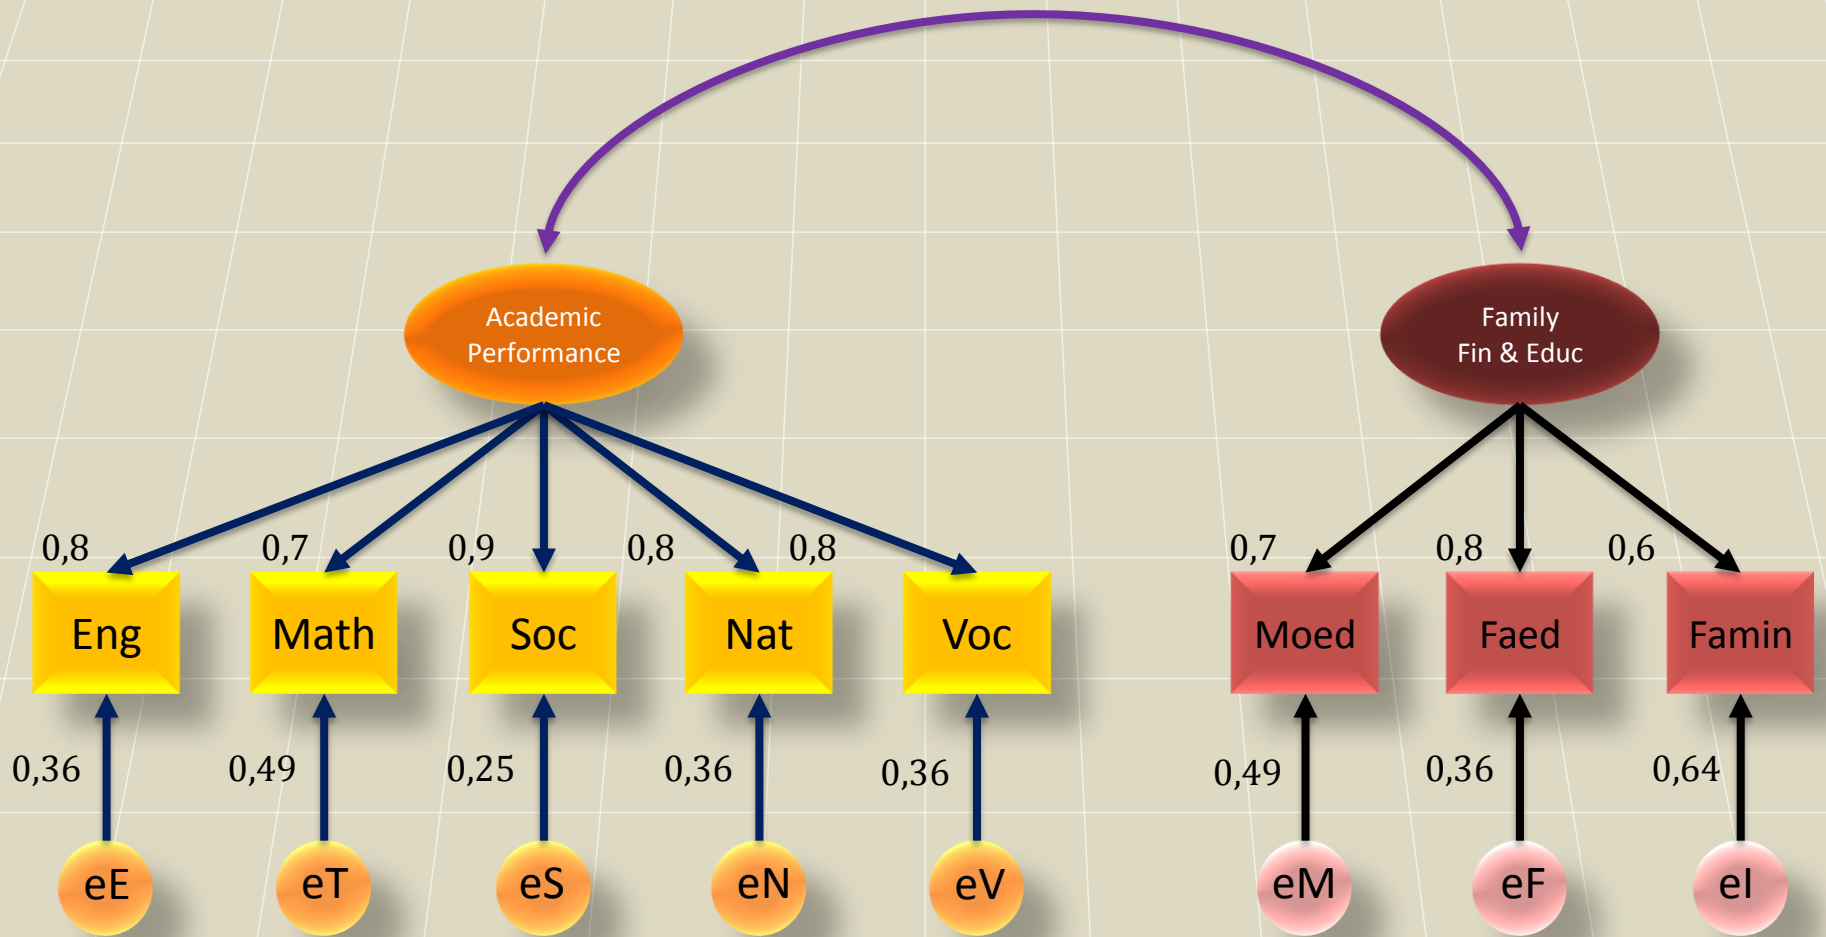 Academic
Performance
Family
Fin & Educ
0,8
0,7
0,9
0,8
0,8
0,7
0,8
0,6
Eng
Math
Soc
Nat
Voc
Moed
Faed
Famin
0,36
0,49
0,25
0,36
0,36
0,49
0,36
0,64
eE
eT
eS
eN
eV
eM
eF
eI